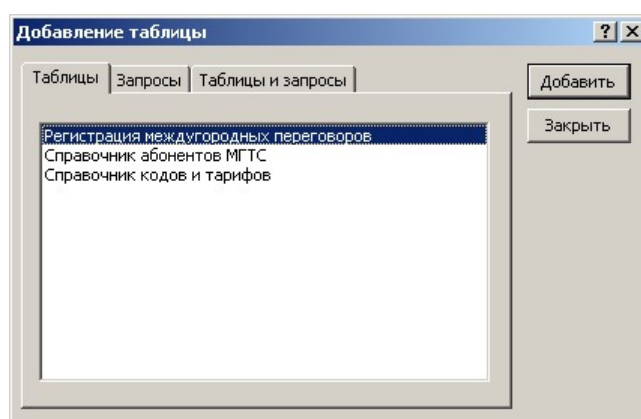 Добавление таблицы
Таблицы Запросы Таблицы и запросы
Добавить
Закрыть
Регистрация междугородных переговоров
Справочник абонентов МГТС
Справочник кодов и тарифов